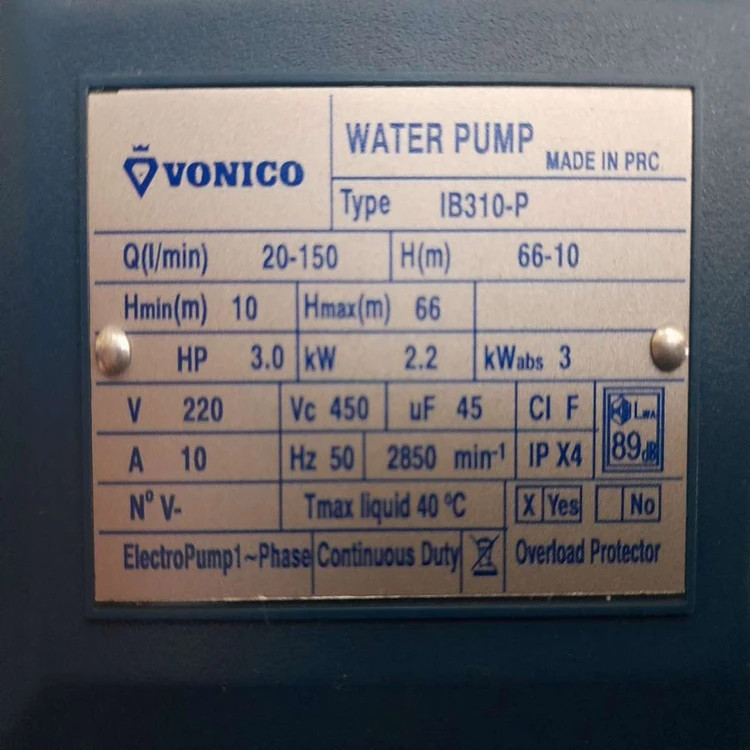 VONICO
WATER PUMP MADE IN PRC
Type IB310-P
Q(l/min) 20-150 H(m) 66-10
Hmin(m) 10 Hmax(m) 66
HP 3.0 kW 2.2 kWabs 3
V 220 Vc 450 uF 45 Cl F LWA
89dB
A 10 Hz 50 2850 min-¹ IP X4
Nº V- Tmax liquid 40 ºC X Yes No
ElectroPump1~Phase Continuous Duty Overload Protector